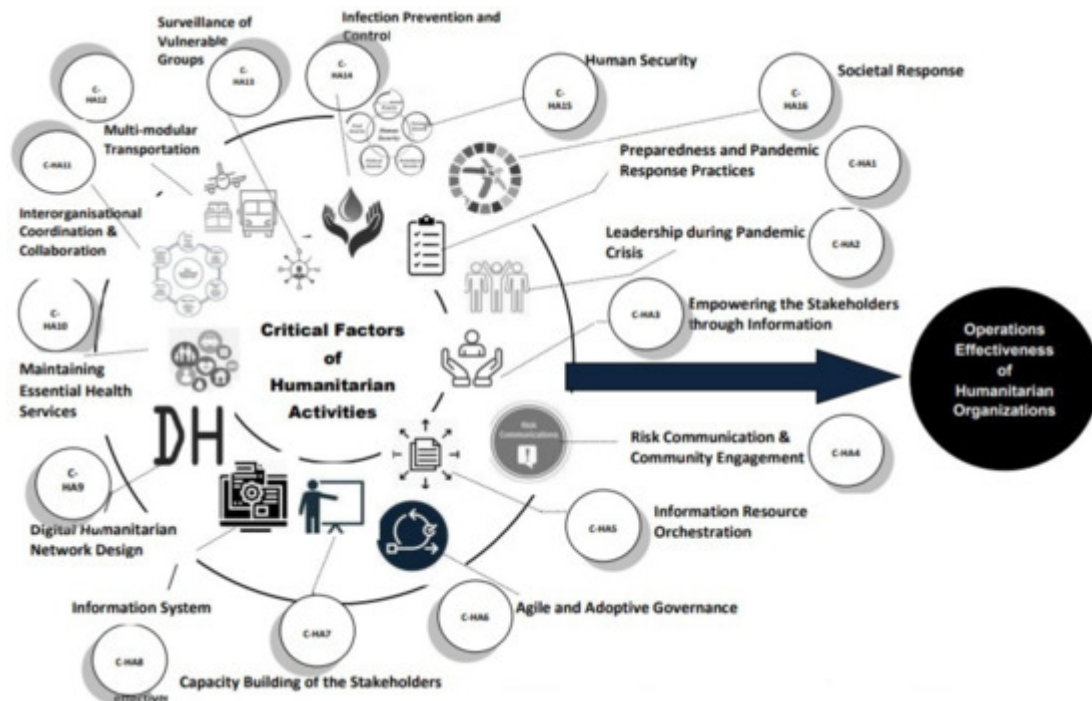 Surveillance of
Vulnerable
Groups
Infection Prevention and
Control
Human Security
Societal Response
C-
HA12
C-
HA13
C-
HA14
C-
HA15
C-
HA16
Multi-modular
Transportation
C-HA11
Preparedness and Pandemic
Response Practices
C-HA1
Interorganisational
Coordination &
Collaboration
Leadership during Pandemic
Crisis
C-HA2
C-HA3
Empowering the Stakeholders
through Information
C-
HA10
Maintaining
Essential Health
Services
Critical Factors
of
Humanitarian
Activities
Operations
Effectiveness
of
Humanitarian
Organizations
DH
Risk
Communications
Risk Communication &
Community Engagement
C-HA4
C-
HA9
Digital Humanitarian
Network Design
C-HA5
Information Resource
Orchestration
Information System
C-HA8
C-HA7
C-HA6
Agile and Adoptive Governance
Capacity Building of the Stakeholders